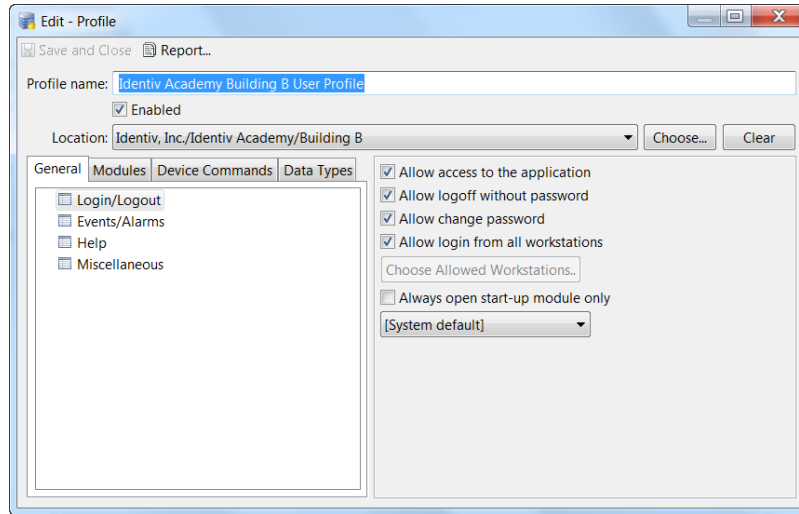 Edit - Profile
Save and Close Report...
Profile name: Identiv Academy Building B User Profile
Enabled
Location: Identiv, Inc./Identiv Academy/Building B Choose... Clear
General Modules Device Commands Data Types
Login/Logout
Events/Alarms
Help
Miscellaneous
Allow access to the application
Allow logoff without password
Allow change password
Allow login from all workstations
Choose Allowed Workstations..
Always open start-up module only
[System default]